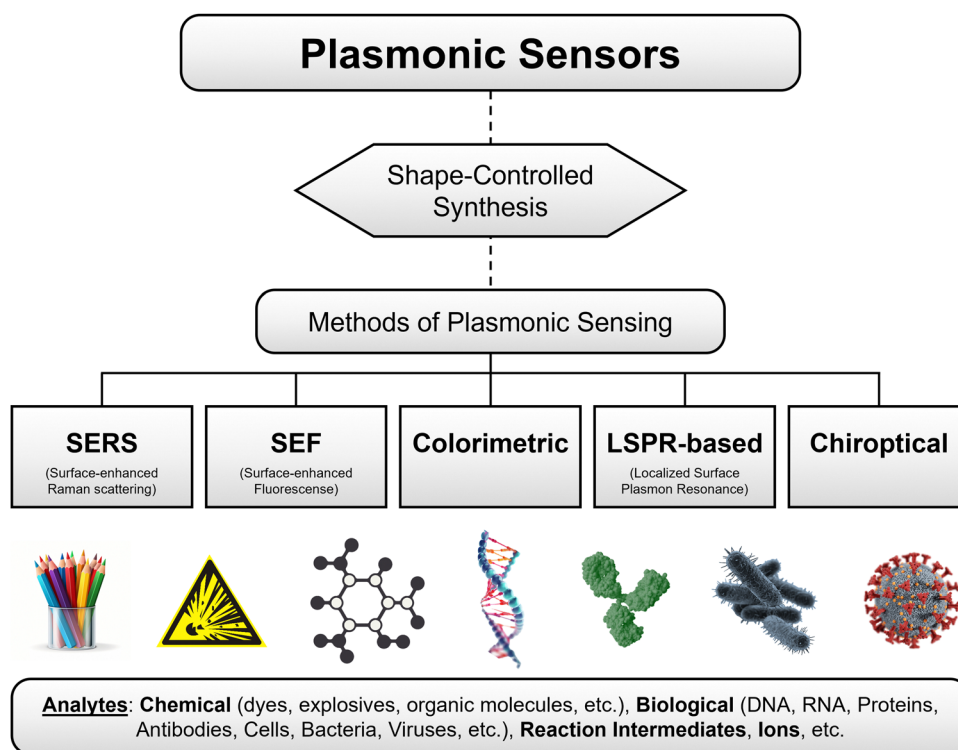 Plasmonic Sensors
Shape-Controlled
Synthesis
Methods of Plasmonic Sensing
SERS
(Surface-enhanced
Raman scattering)
SEF
(Surface-enhanced
Fluorescense)
Colorimetric
LSPR-based
(Localized Surface
Plasmon Resonance)
Chiroptical
Analytes: Chemical (dyes, explosives, organic molecules, etc.), Biological (DNA, RNA, Proteins,
Antibodies, Cells, Bacteria, Viruses, etc.), Reaction Intermediates, Ions, etc.